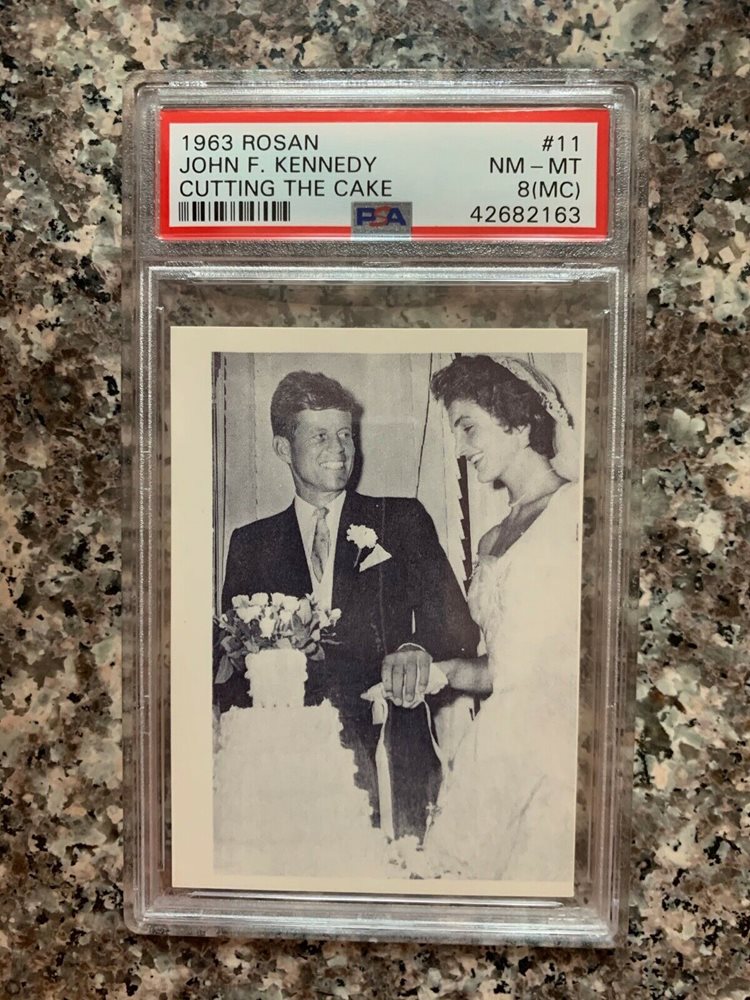 1963 ROSAN #11
JOHN F. KENNEDY NM - MT
CUTTING THE CAKE 8(MC)
PSA 42682163